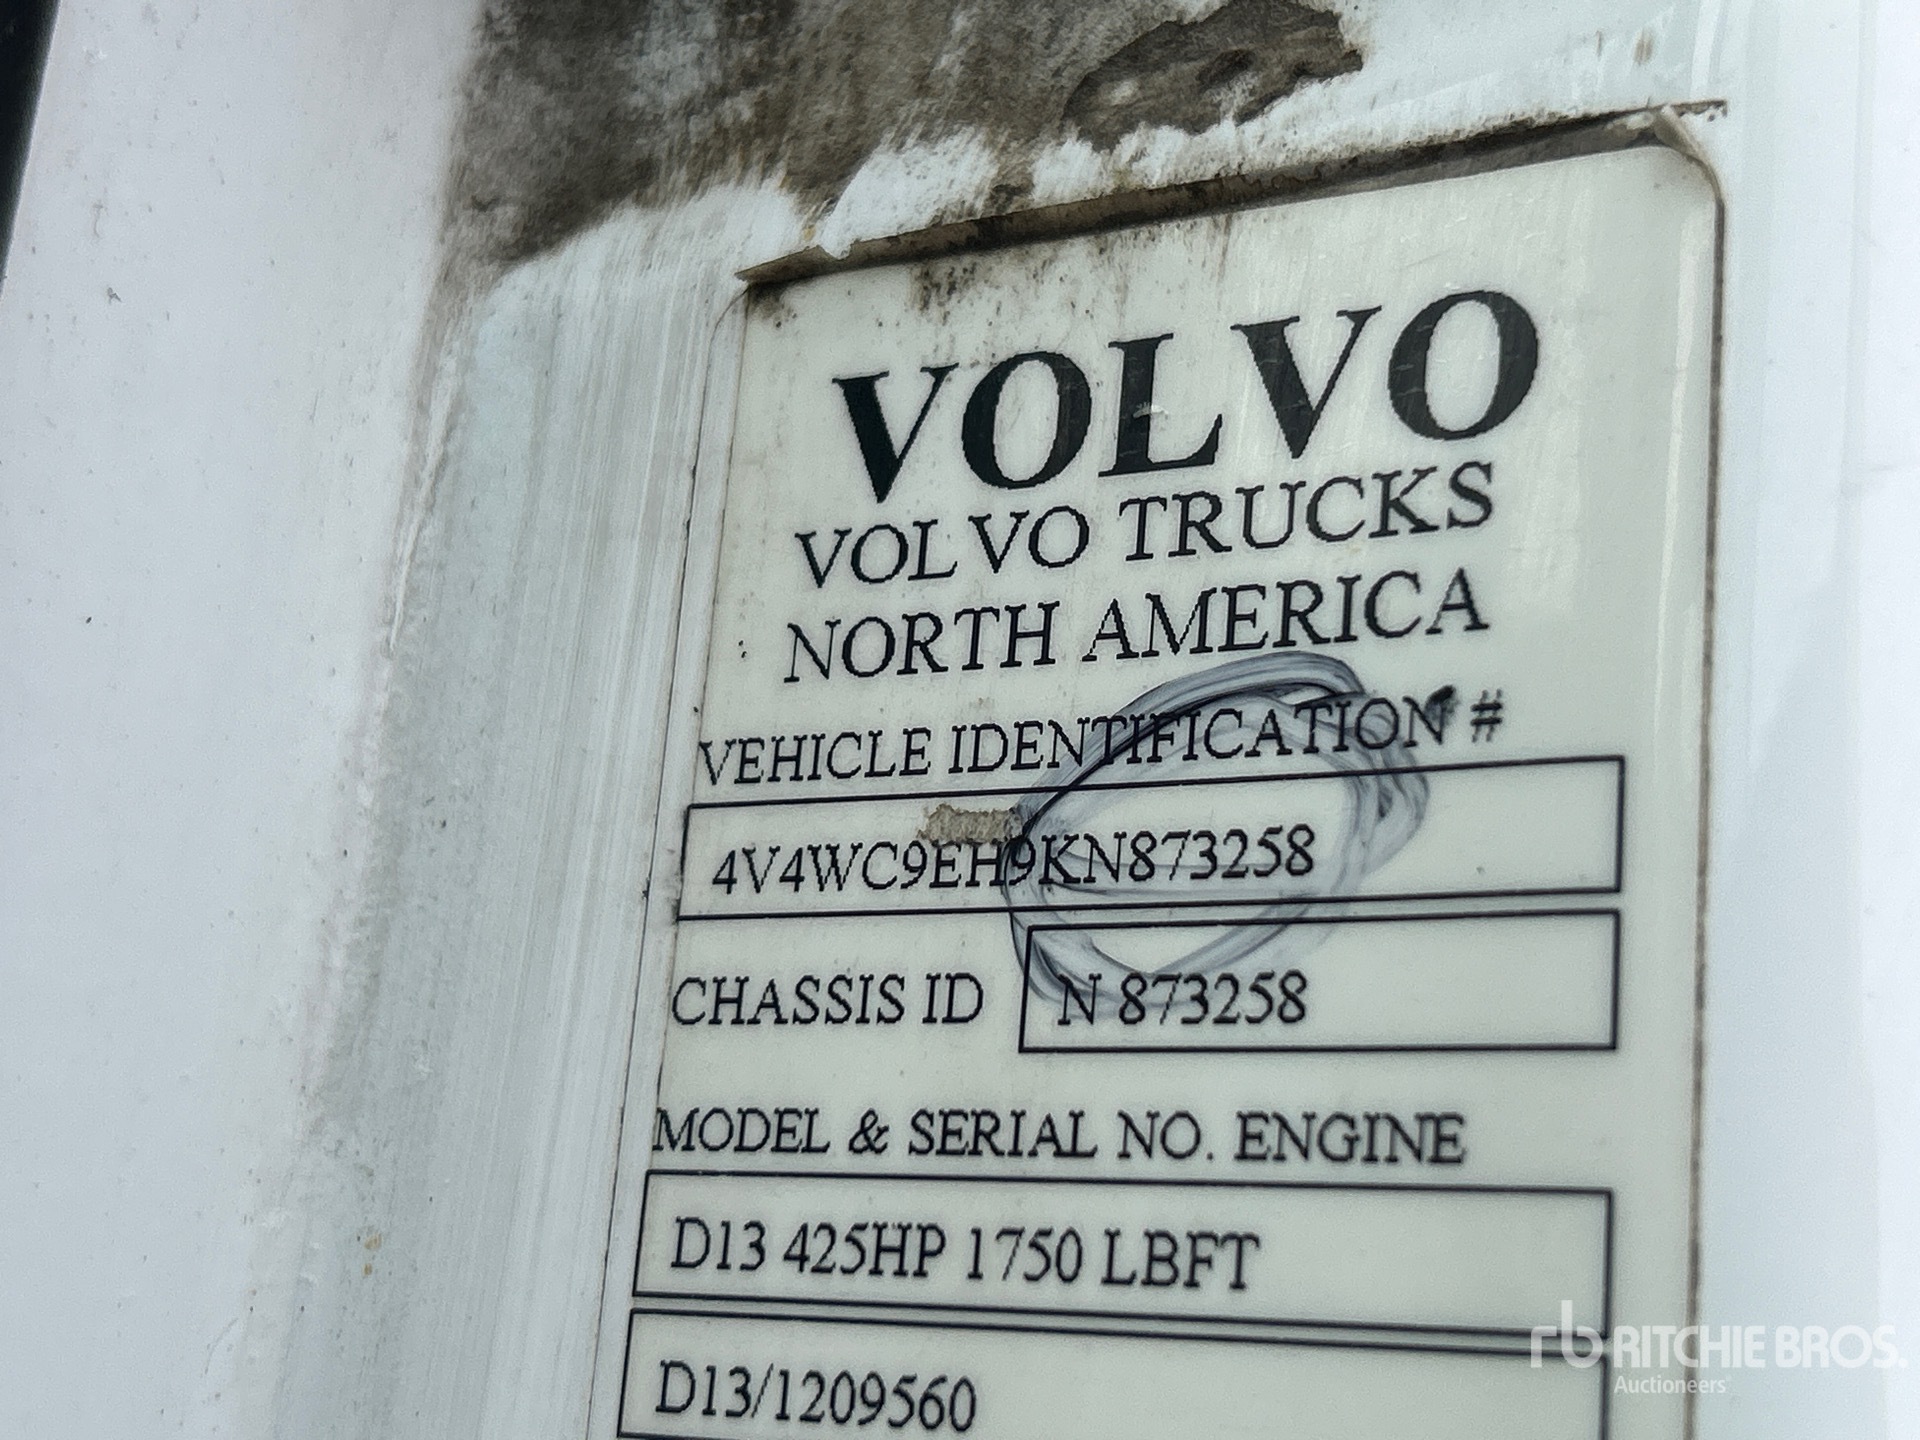 VOLVO
VOLVO TRUCKS
NORTH AMERICA
VEHICLE IDENTIFICATION #
4V4WC9EH9KN873258
CHASSIS ID N 873258
MODEL & SERIAL NO. ENGINE
D13 425HP 1750 LBFT
D13/1209560
rb RITCHIE BROS.
Auctioneers